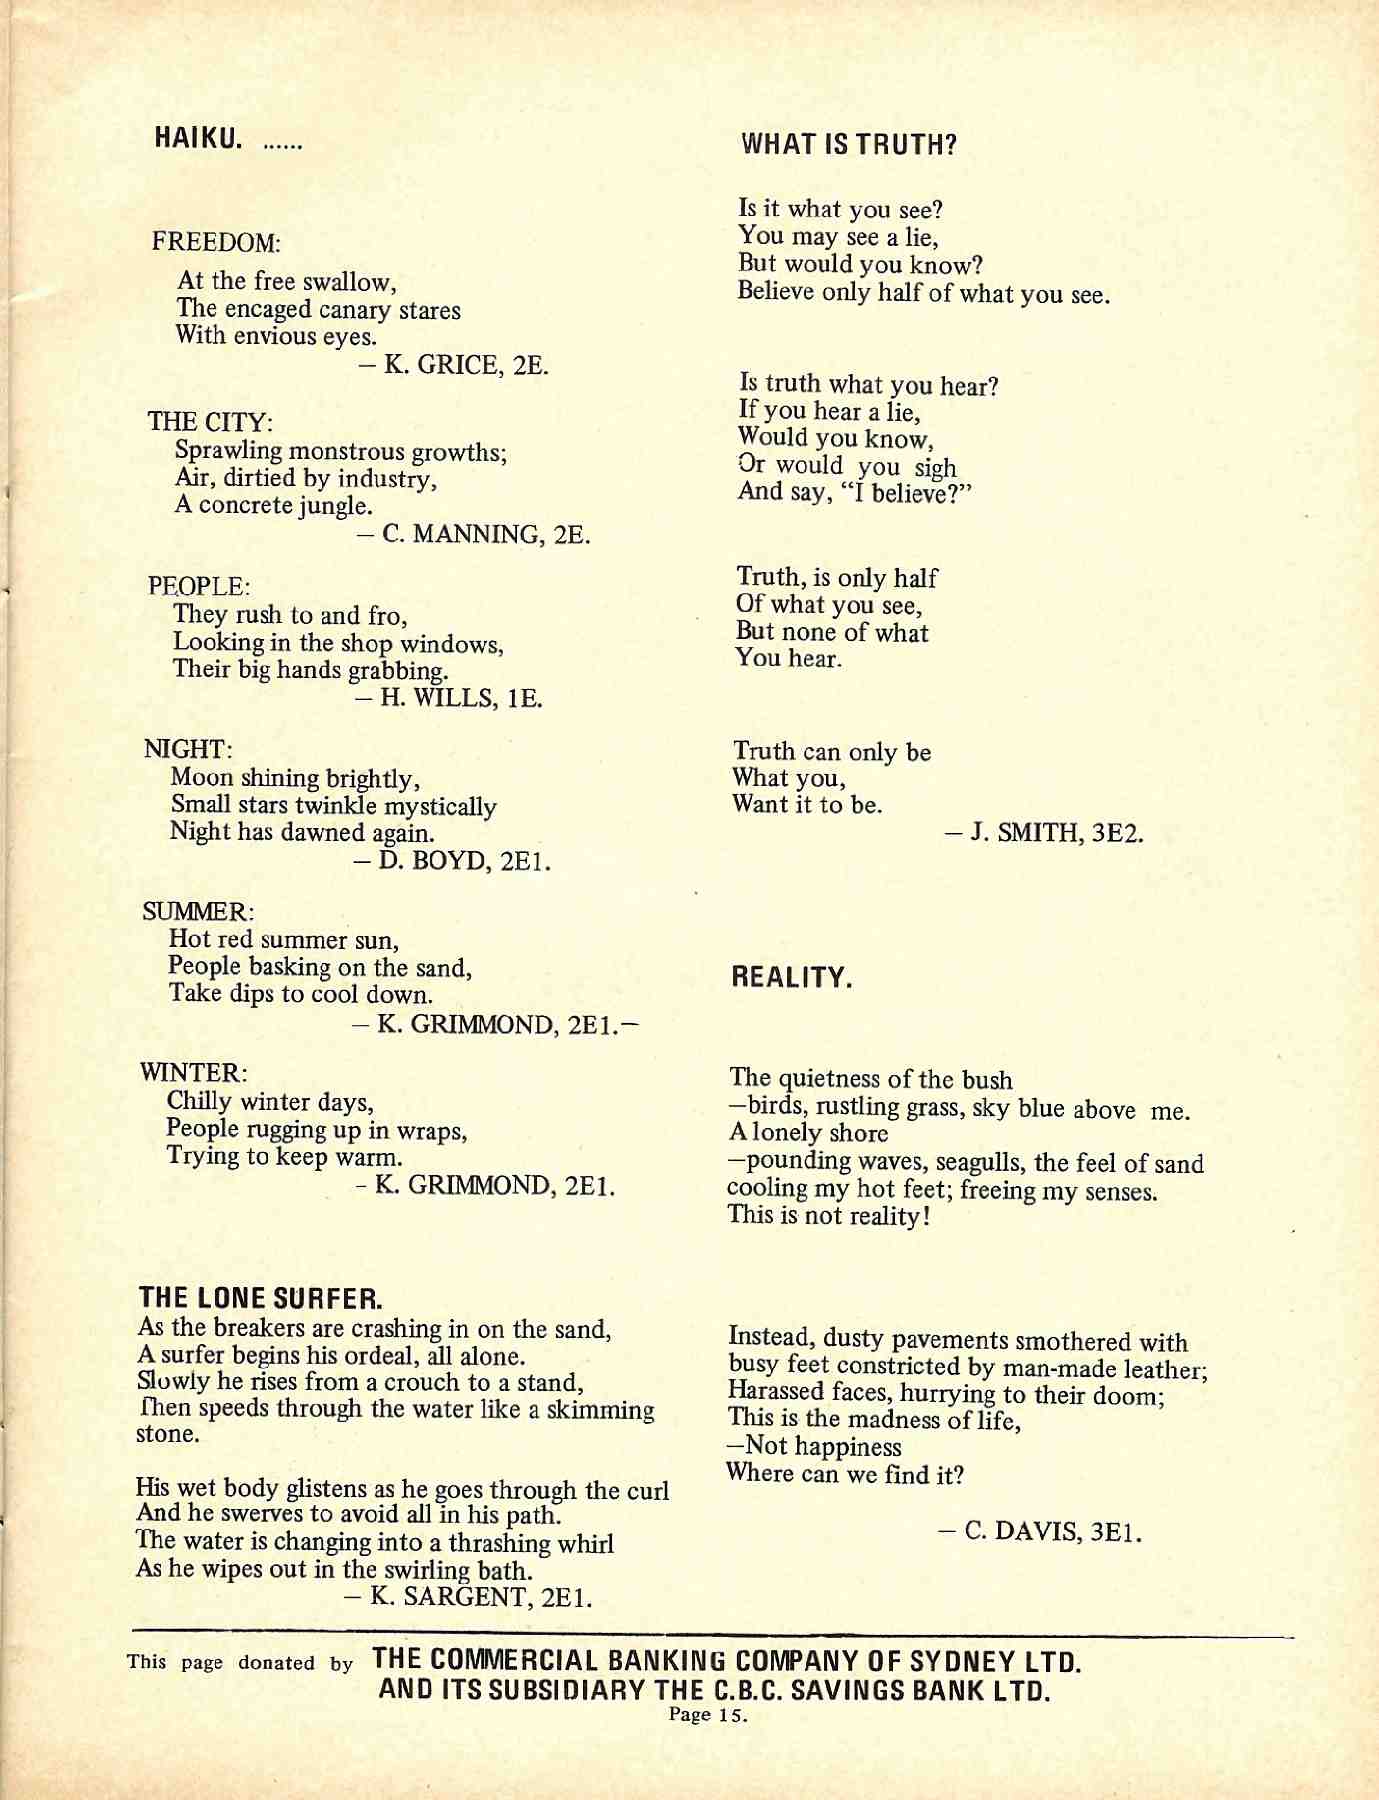 HAIKU. ......
FREEDOM:
At the free swallow,
The encaged canary stares
With envious eyes.
— K. GRICE, 2E.
THE CITY:
Sprawling monstrous growths;
Air, dirtied by industry,
A concrete jungle.
— C. MANNING, 2E.
PEOPLE:
They rush to and fro,
Looking in the shop windows,
Their big hands grabbing.
— H. WILLS, 1E.
NIGHT:
Moon shining brightly,
Small stars twinkle mystically
Night has dawned again.
— D. BOYD, 2E1.
SUMMER:
Hot red summer sun,
People basking on the sand,
Take dips to cool down.
— K. GRIMMOND, 2E1.—
WINTER:
Chilly winter days,
People rugging up in wraps,
Trying to keep warm.
- K. GRIMMOND, 2E1.
THE LONE SURFER.
As the breakers are crashing in on the sand,
A surfer begins his ordeal, all alone.
Slowly he rises from a crouch to a stand,
Then speeds through the water like a skimming
stone.
His wet body glistens as he goes through the curl
And he swerves to avoid all in his path.
The water is changing into a thrashing whirl
As he wipes out in the swirling bath.
— K. SARGENT, 2E1.
WHAT IS TRUTH?
Is it what you see?
You may see a lie,
But would you know?
Believe only half of what you see.
Is truth what you hear?
If you hear a lie,
Would you know,
Or would you sigh
And say, “I believe?”
Truth, is only half
Of what you see,
But none of what
You hear.
Truth can only be
What you,
Want it to be.
— J. SMITH, 3E2.
REALITY.
The quietness of the bush
—birds, rustling grass, sky blue above me.
A lonely shore
—pounding waves, seagulls, the feel of sand
cooling my hot feet; freeing my senses.
This is not reality!
Instead, dusty pavements smothered with
busy feet constricted by man-made leather;
Harassed faces, hurrying to their doom;
This is the madness of life,
—Not happiness
Where can we find it?
— C. DAVIS, 3E1.
This page donated by THE COMMERCIAL BANKING COMPANY OF SYDNEY LTD.
AND ITS SUBSIDIARY THE C.B.C. SAVINGS BANK LTD.
Page 15.